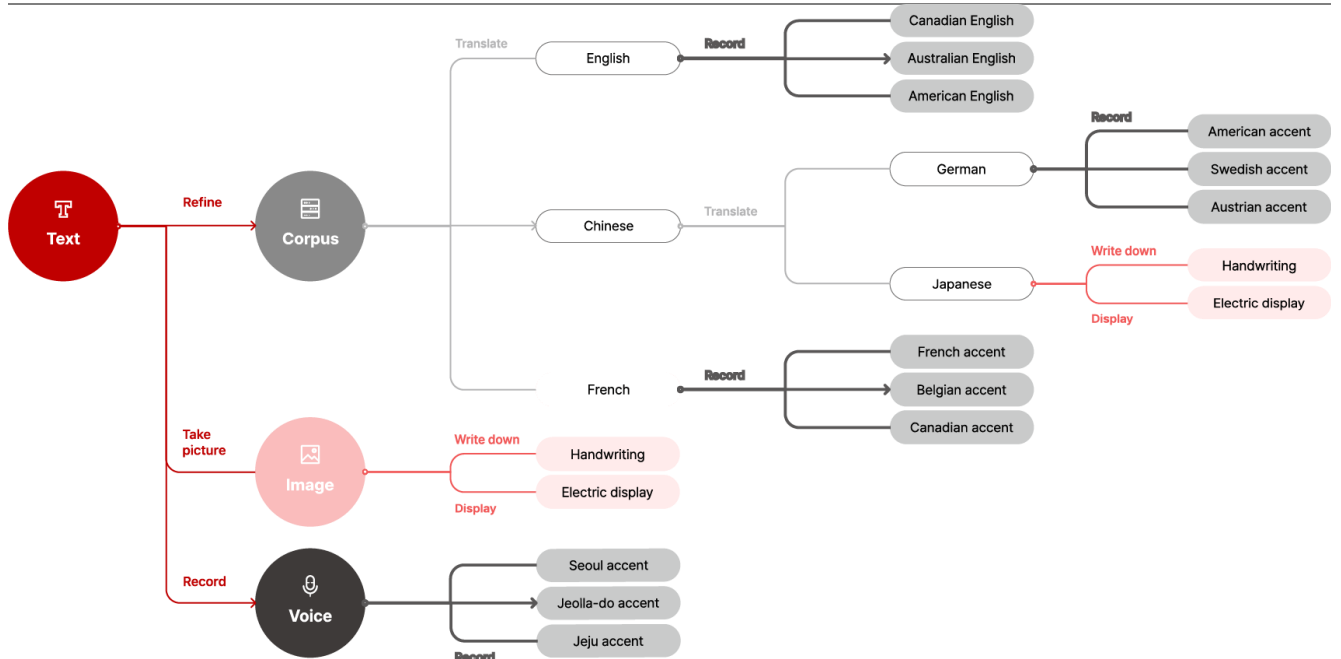 Text
Refine
Corpus
Translate
English
Record
Canadian English
Australian English
American English
Chinese
Translate
German
Record
American accent
Swedish accent
Austrian accent
Japanese
Write down
Handwriting
Electric display
Display
French
Record
French accent
Belgian accent
Canadian accent
Take
picture
Image
Write down
Handwriting
Electric display
Display
Record
Voice
Seoul accent
Jeolla-do accent
Jeju accent
Record